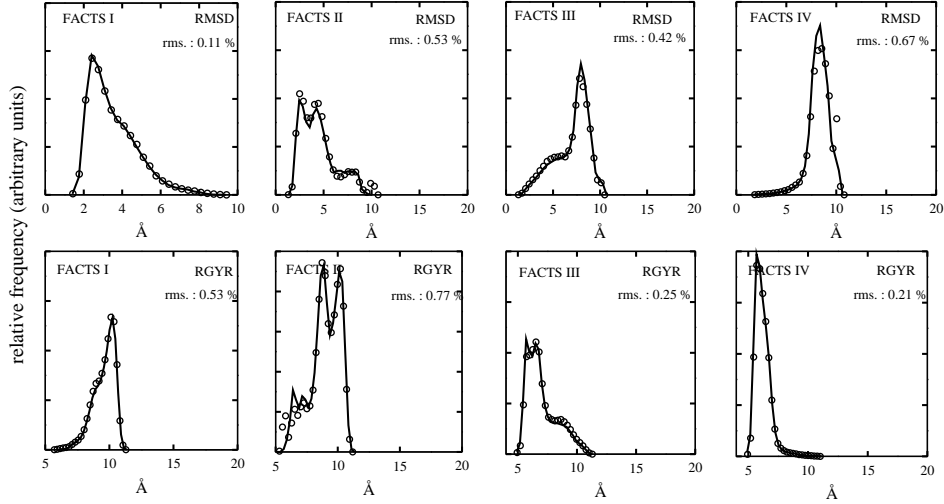 FACTS I
RMSD
rms. : 0.11 %
FACTS II
RMSD
rms. : 0.53 %
FACTS III
RMSD
rms. : 0.42 %
FACTS IV
RMSD
rms. : 0.67 %
0 2 4 6 8 10
Å
0 5 10 15 20
Å
0 5 10 15 20
Å
0 5 10 15 20
Å
relative frequency (arbitrary units)
FACTS I
RGYR
rms. : 0.53 %
FACTS II
RGYR
rms. : 0.77 %
FACTS III
RGYR
rms. : 0.25 %
FACTS IV
RGYR
rms. : 0.21 %
5 10 15 20
Å
0 5 10 15 20
Å
0 5 10 15 20
Å
5 10 15 20
Å